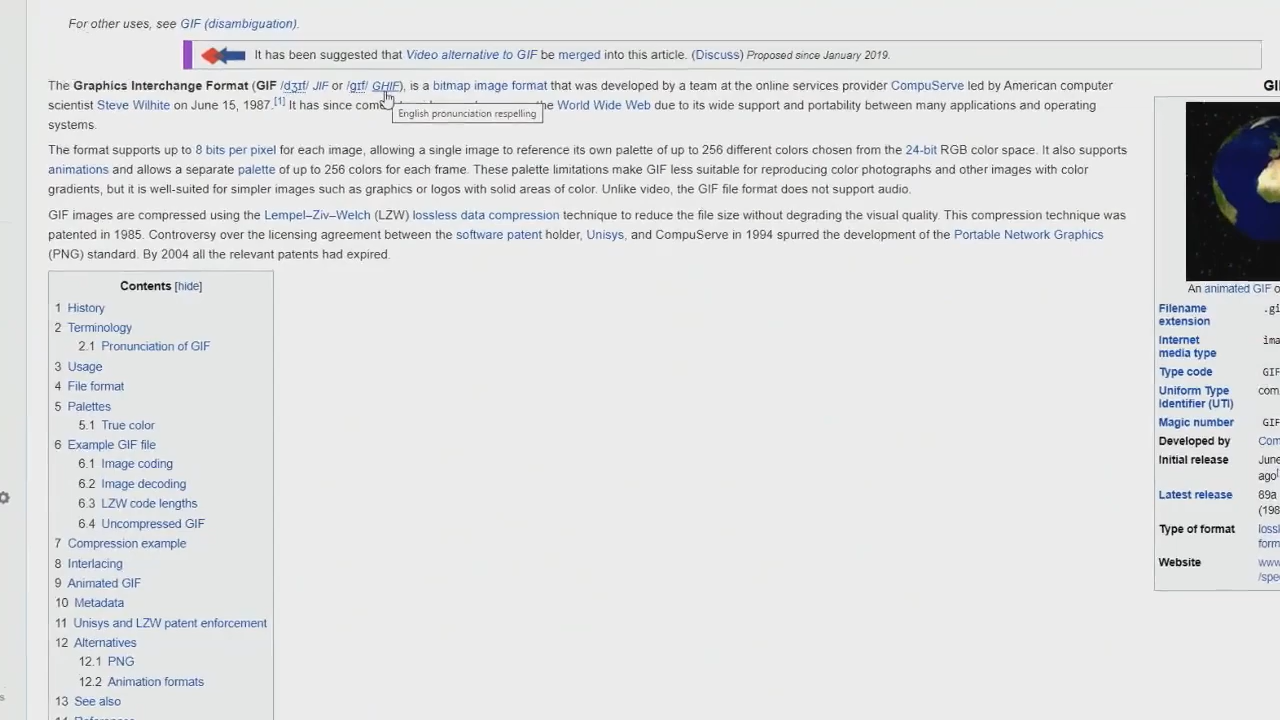 For other uses, see GIF (disambiguation).
It has been suggested that Video alternative to GIF be merged into this article. (Discuss) Proposed since January 2019.
The Graphics Interchange Format (GIF /dʒɪf/ JIF or /ɡɪf/ GHIF), is a bitmap image format that was developed by a team at the online services provider CompuServe led by American computer
scientist Steve Wilhite on June 15, 1987.[1] It has since com the World Wide Web due to its wide support and portability between many applications and operating
English pronunciation respelling
systems.
The format supports up to 8 bits per pixel for each image, allowing a single image to reference its own palette of up to 256 different colors chosen from the 24-bit RGB color space. It also supports
animations and allows a separate palette of up to 256 colors for each frame. These palette limitations make GIF less suitable for reproducing color photographs and other images with color
gradients, but it is well-suited for simpler images such as graphics or logos with solid areas of color. Unlike video, the GIF file format does not support audio.
GIF images are compressed using the Lempel–Ziv–Welch (LZW) lossless data compression technique to reduce the file size without degrading the visual quality. This compression technique was
patented in 1985. Controversy over the licensing agreement between the software patent holder, Unisys, and CompuServe in 1994 spurred the development of the Portable Network Graphics
(PNG) standard. By 2004 all the relevant patents had expired.
Contents [hide]
1 History
2 Terminology
2.1 Pronunciation of GIF
3 Usage
4 File format
5 Palettes
5.1 True color
6 Example GIF file
6.1 Image coding
6.2 Image decoding
6.3 LZW code lengths
6.4 Uncompressed GIF
7 Compression example
8 Interlacing
9 Animated GIF
10 Metadata
11 Unisys and LZW patent enforcement
12 Alternatives
12.1 PNG
12.2 Animation formats
13 See also
GI
An animated GIF o
Filename .gi
extension
Internet ima
media type
Type code GIF
Uniform Type com
Identifier (UTI)
Magic number GIF
Developed by Com
Initial release June
ago
Latest release 89a
(198
Type of format lossl
form
Website www
/spe